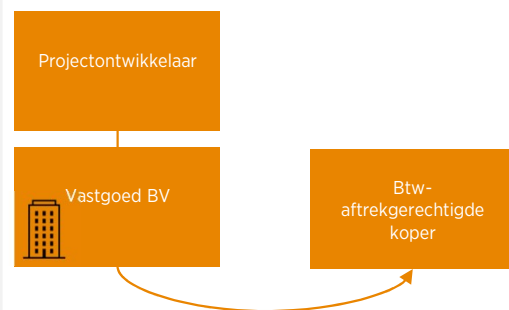 Projectontwikkelaar
Vastgoed BV
Btw-
aftrekgerechtigde
koper